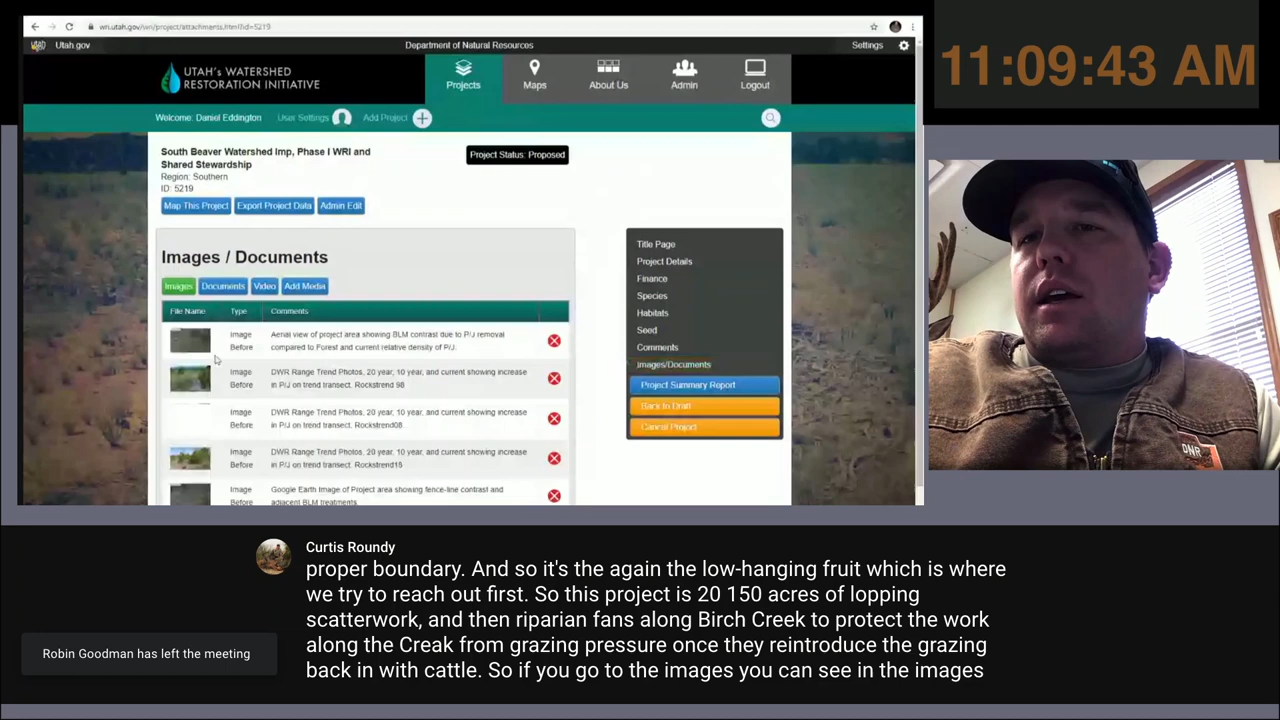 11:09:43 AM
wri.utah.gov/wri/project/attachments.html?id=5219
Utah.gov
Department of Natural Resources
Settings
UTAH's WATERSHED
RESTORATION INITIATIVE
Projects
Maps
About Us
Admin
Logout
Welcome: Daniel Eddington
User Settings
Add Project
South Beaver Watershed Imp, Phase I WRI and
Shared Stewardship
Region: Southern
ID: 5219
Project Status: Proposed
Map This Project
Export Project Data
Admin Edit
Images / Documents
Images
Documents
Video
Add Media
File Name
Type
Comments
Image
Before
Aerial view of project area showing BLM contrast due to P/J removal
compared to Forest and current relative density of P/J.
Image
Before
DWR Range Trend Photos, 20 year, 10 year, and current showing increase
in P/J on trend transect. Rockstrend 98
Image
Before
DWR Range Trend Photos, 20 year, 10 year, and current showing increase
in P/J on trend transect. Rockstrend08
Image
Before
DWR Range Trend Photos, 20 year, 10 year, and current showing increase
in P/J on trend transect. Rockstrend15
Image
Before
Google Earth Image of Project area showing fence-line contrast and
adjacent BLM treatments
Title Page
Project Details
Finance
Species
Habitats
Seed
Comments
Images/Documents
Project Summary Report
Back to Draft
Cancel Project
DNR
Curtis Roundy
proper boundary. And so it's the again the low-hanging fruit which is where
we try to reach out first. So this project is 20 150 acres of lopping
scatterwork, and then riparian fans along Birch Creek to protect the work
along the Creak from grazing pressure once they reintroduce the grazing
back in with cattle. So if you go to the images you can see in the images
Robin Goodman has left the meeting